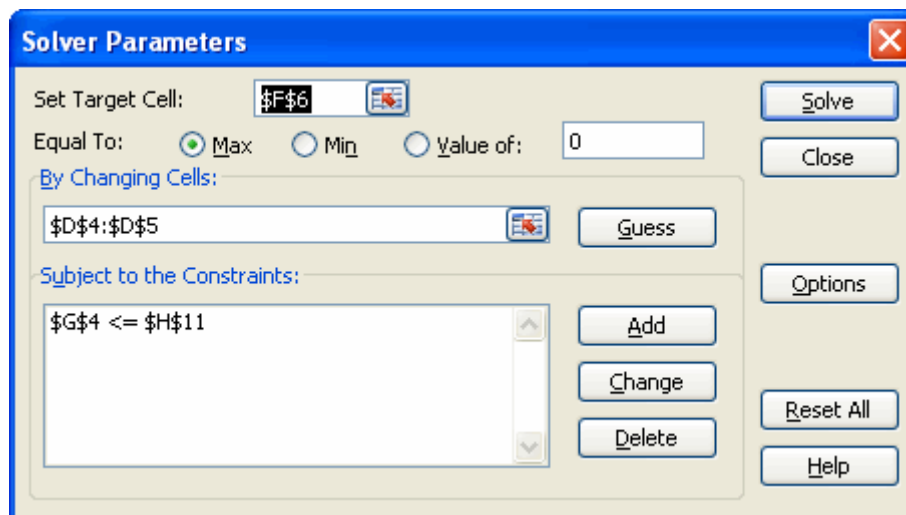 Solver Parameters
Set Target Cell: $F$6 Solve
Equal To: Max Min Value of: 0 Close
By Changing Cells:
$D$4:$D$5 Guess
Subject to the Constraints: Options
$G$4 <= $H$11 Add
Change
Reset All
Delete
Help